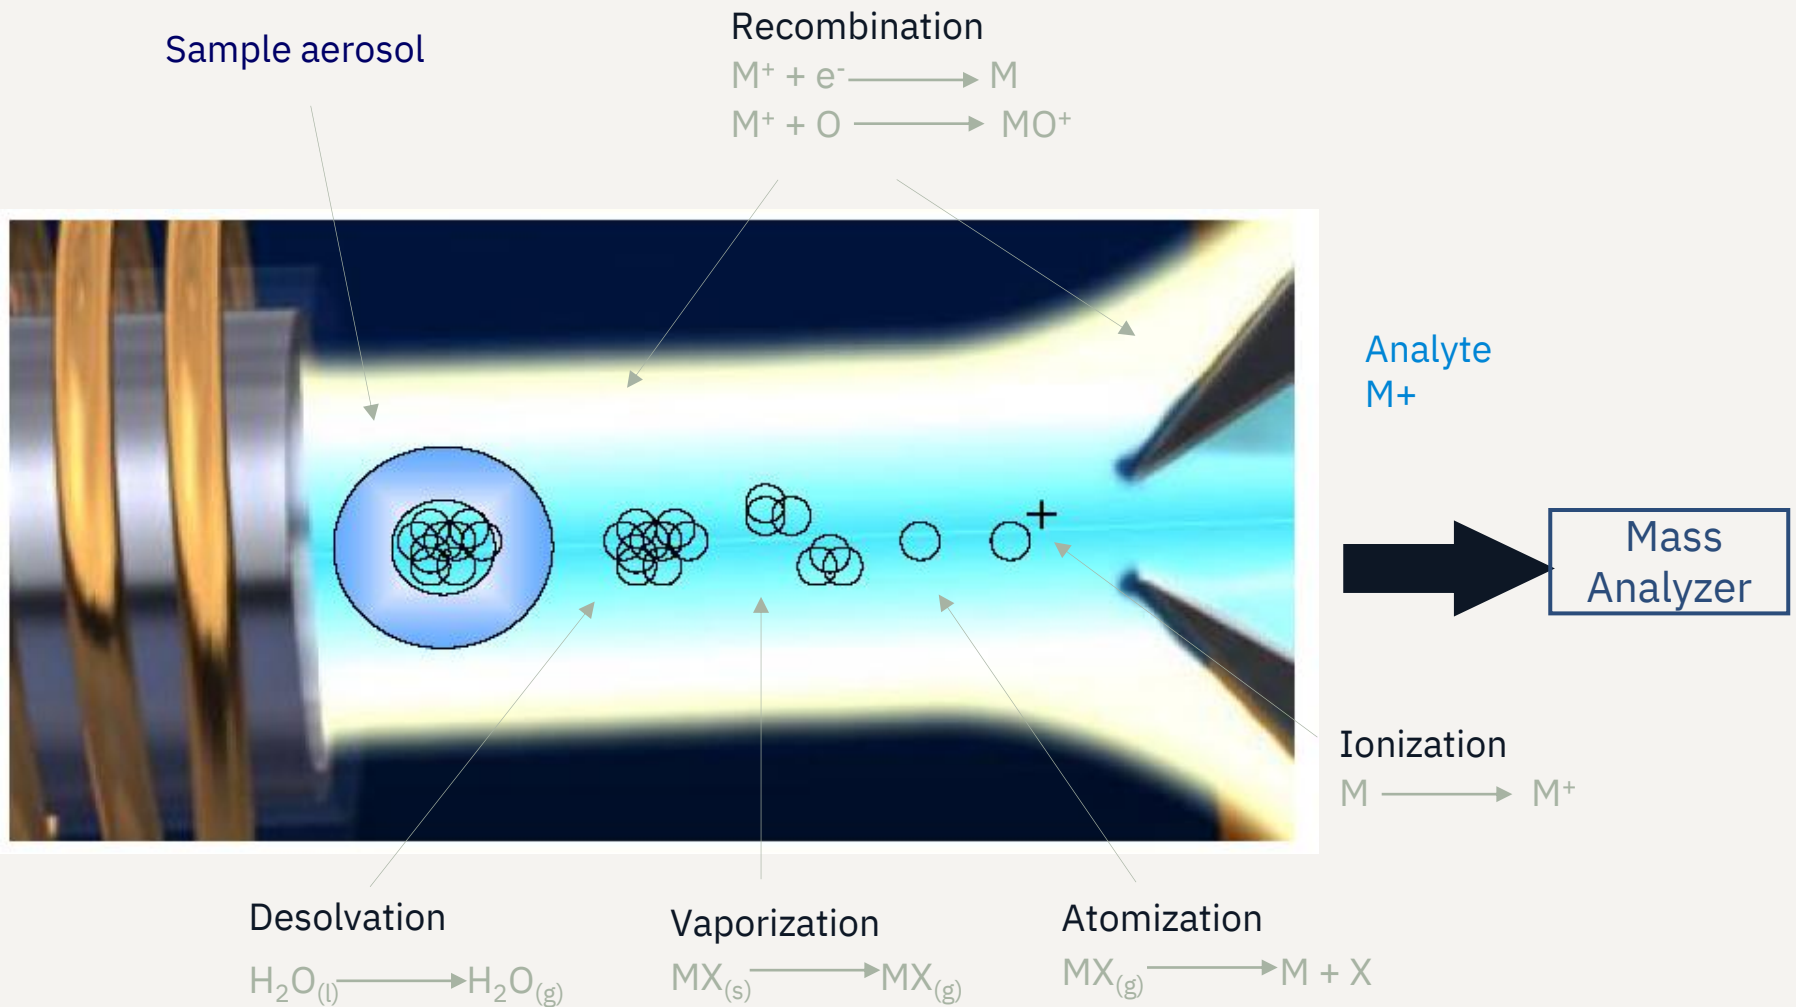 Sample aerosol
Recombination
M⁺ + e⁻ → M
M⁺ + O → MO⁺
+
Analyte
M+
Mass
Analyzer
Ionization
M → M⁺
Desolvation
H₂O₍ₗ₎ → H₂O(g)
Vaporization
MX₍ₛ₎ → MX(g)
Atomization
MX(g) → M + X